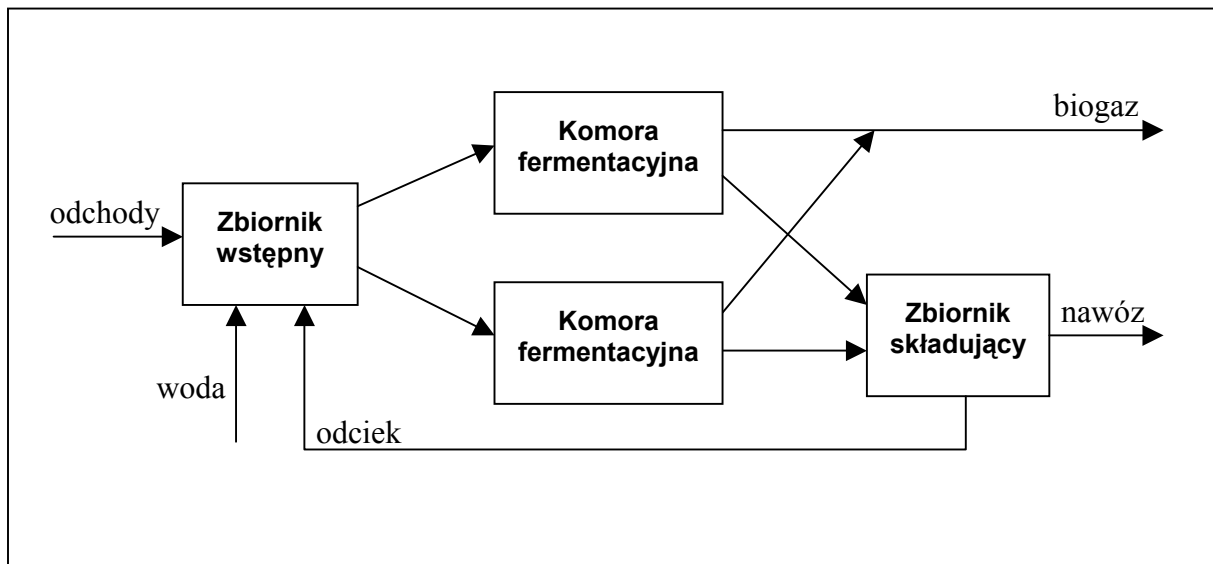 biogaz
Komora
fermentacyjna
odchody
Zbiornik
wstępny
Komora
fermentacyjna
Zbiornik
składujący
nawóz
woda
odciek